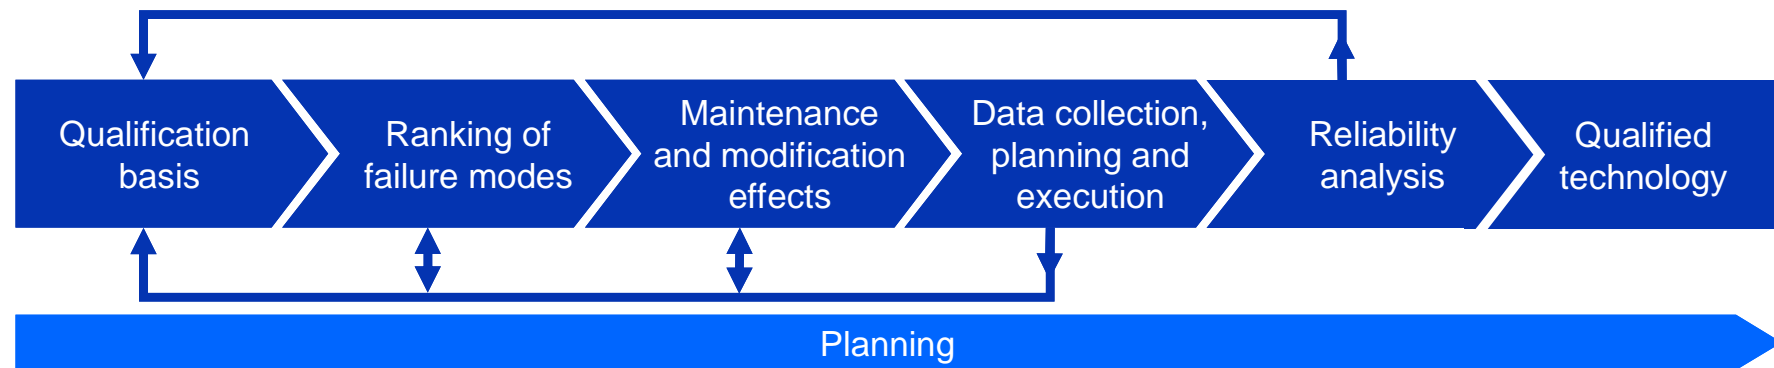 Qualification
basis
Ranking of
failure modes
Maintenance
and modification
effects
Data collection,
planning and
execution
Reliability
analysis
Qualified
technology
Planning